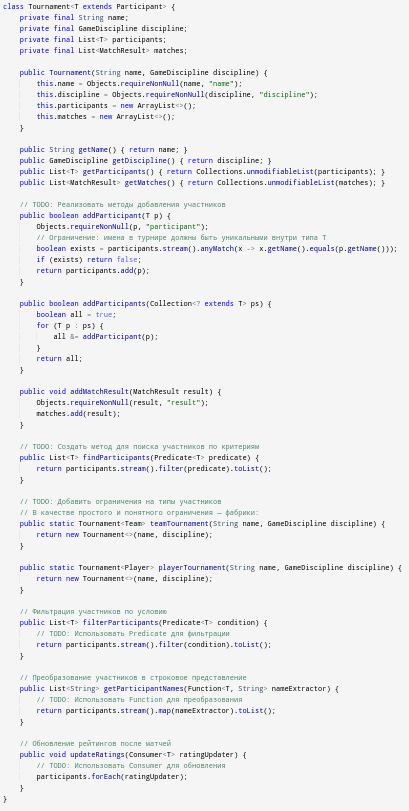 class Tournament<T extends Participant> {
    private final String name;
    private final GameDiscipline discipline;
    private final List<T> participants;
    private final List<MatchResult> matches;

    public Tournament(String name, GameDiscipline discipline) {
        this.name = Objects.requireNonNull(name, "name");
        this.discipline = Objects.requireNonNull(discipline, "discipline");
        this.participants = new ArrayList<>();
        this.matches = new ArrayList<>();
    }

    public String getName() { return name; }
    public GameDiscipline getDiscipline() { return discipline; }
    public List<T> getParticipants() { return Collections.unmodifiableList(participants); }
    public List<MatchResult> getMatches() { return Collections.unmodifiableList(matches); }

    // TODO: Реализовать методы добавления участников
    public boolean addParticipant(T p) {
        Objects.requireNonNull(p, "participant");
        // Ограничение: имена в турнире должны быть уникальными внутри типа T
        boolean exists = participants.stream().anyMatch(x -> x.getName().equals(p.getName()));
        if (exists) return false;
        return participants.add(p);
    }

    public boolean addParticipants(Collection<? extends T> ps) {
        boolean all = true;
        for (T p : ps) {
            all &= addParticipant(p);
        }
        return all;
    }

    public void addMatchResult(MatchResult result) {
        Objects.requireNonNull(result, "result");
        matches.add(result);
    }

    // TODO: Создать метод для поиска участников по критериям
    public List<T> findParticipants(Predicate<T> predicate) {
        return participants.stream().filter(predicate).toList();
    }

    // TODO: Добавить ограничения на типы участников
    // В качестве простого и понятного ограничения — фабрики:
    public static Tournament<Team> teamTournament(String name, GameDiscipline discipline) {
        return new Tournament<>(name, discipline);
    }

    public static Tournament<Player> playerTournament(String name, GameDiscipline discipline) {
        return new Tournament<>(name, discipline);
    }

    // Фильтрация участников по условию
    public List<T> filterParticipants(Predicate<T> condition) {
        // TODO: Использовать Predicate для фильтрации
        return participants.stream().filter(condition).toList();
    }

    // Преобразование участников в строковое представление
    public List<String> getParticipantNames(Function<T, String> nameExtractor) {
        // TODO: Использовать Function для преобразования
        return participants.stream().map(nameExtractor).toList();
    }

    // Обновление рейтингов после матчей
    public void updateRatings(Consumer<T> ratingUpdater) {
        // TODO: Использовать Consumer для обновления
        participants.forEach(ratingUpdater);
    }
}